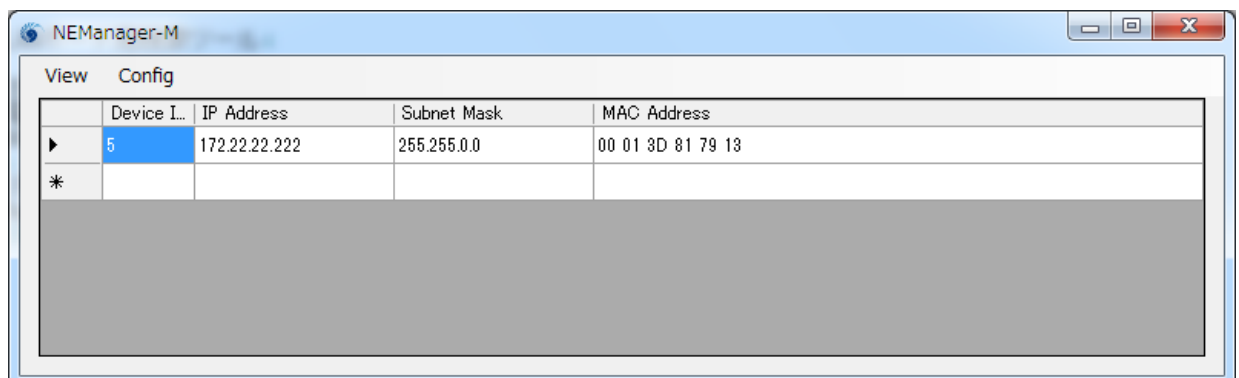 NEManager-M
View Config
Device I... IP Address Subnet Mask MAC Address
5 172.22.22.222 255.255.0.0 00 01 3D 81 79 13